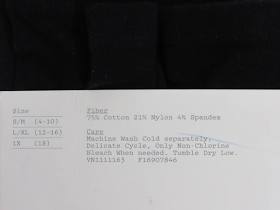 Size
S/M (4-10)
L/XL (12-16)
1X (18)
Fiber
75% Cotton 21% Nylon 4% Spandex
Care
Machine Wash Cold separately,
Delicate Cycle, Only Non-Chlorine
Bleach When needed. Tumble Dry Low.
VN1111163 F16907846